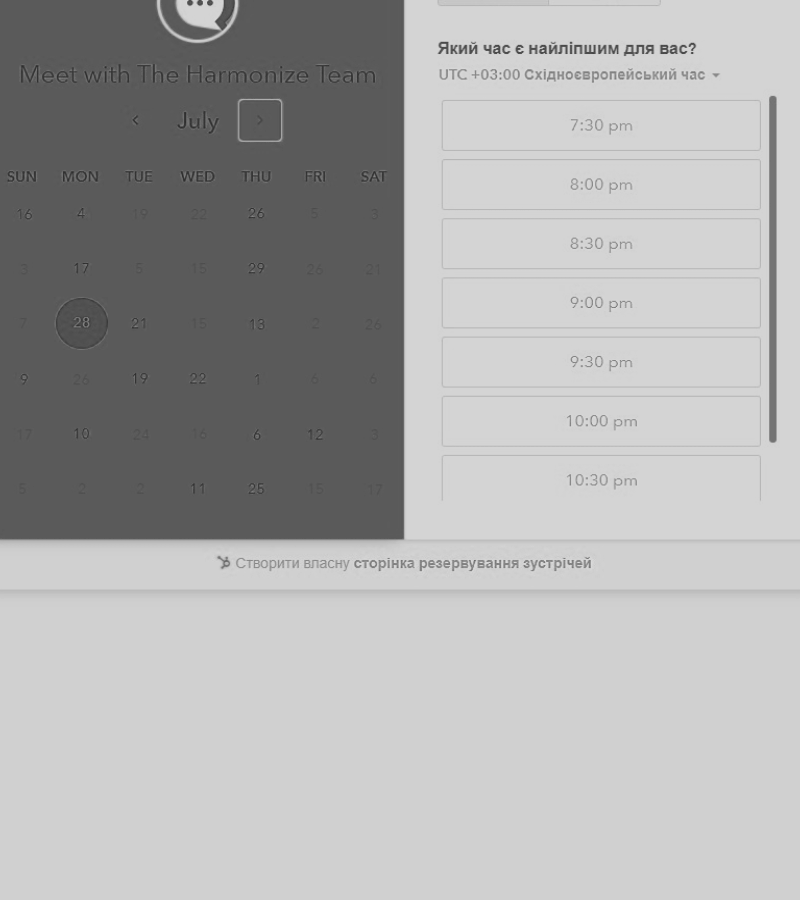 Meet with The Harmonize Team
July
SUN MON TUE WED THU FRI SAT
16 4 19 22 26 5 3
3 17 5 15 29 26 21
7 28 21 15 13 2 26
9 26 19 22 1 6 6
17 10 24 16 6 12 3
5 2 2 11 25 15 17
Який час є найліпшим для вас?
UTC +03:00 Східноєвропейський час
7:30 pm
8:00 pm
8:30 pm
9:00 pm
9:30 pm
10:00 pm
10:30 pm
Створити власну сторінка резервування зустрічей